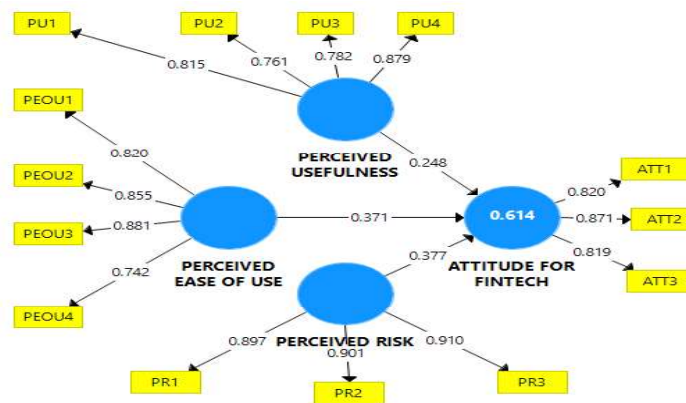 PU1
PU2
PU3
PU4
0.815
0.761
0.782
0.879
PEOU1
PERCEIVED
USEFULNESS
0.820
0.248
PEOU2
0.855
ATT1
0.820
PEOU3
0.881
0.371
0.614
0.871
ATT2
0.742
0.819
PERCEIVED
EASE OF USE
0.377
ATTITUDE FOR
FINTECH
ATT3
PEOU4
PERCEIVED RISK
0.897
0.901
0.910
PR1
PR2
PR3